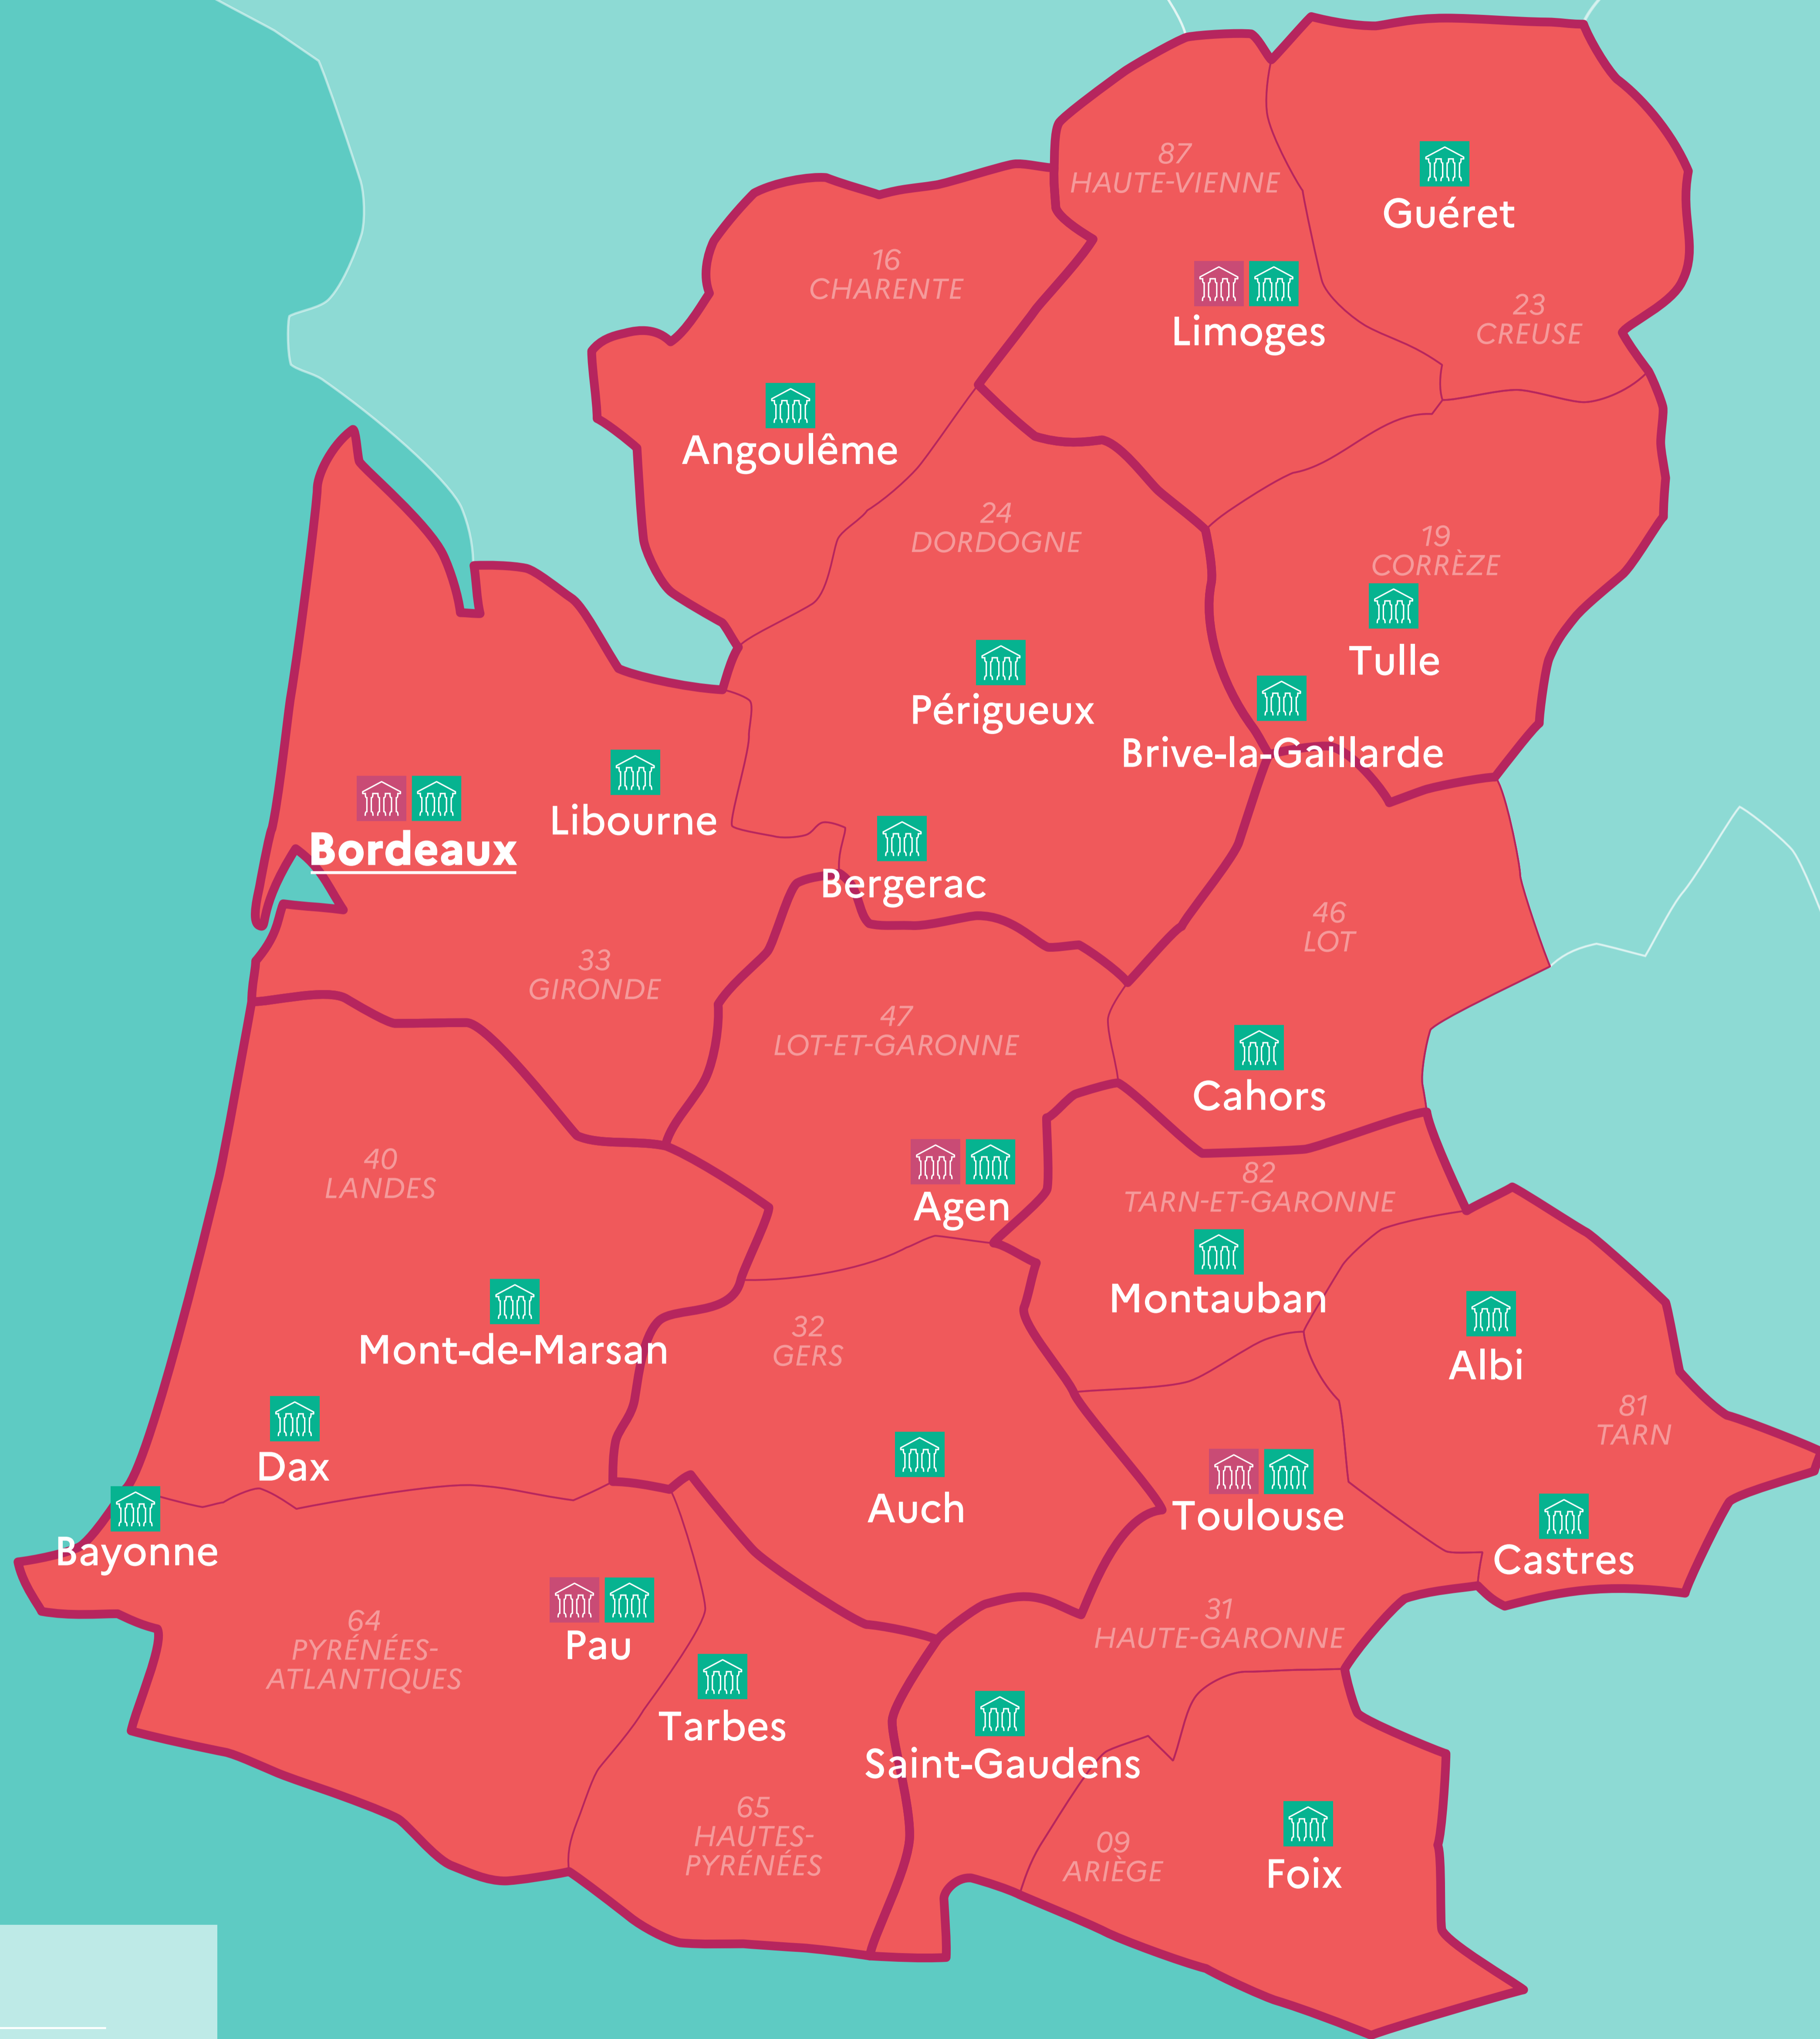 87
HAUTE-VIENNE
Guéret
16
CHARENTE
Limoges
23
CREUSE
Angoulême
24
DORDOGNE
19
CORRÈZE
Tulle
Périgueux
Brive-la-Gaillarde
Libourne
Bordeaux
Bergerac
46
LOT
33
GIRONDE
47
LOT-ET-GARONNE
Cahors
40
LANDES
Agen
82
TARN-ET-GARONNE
Montauban
Mont-de-Marsan
32
GERS
Albi
81
TARN
Dax
Auch
Toulouse
Bayonne
Castres
64
PYRÉNÉES-
ATLANTIQUES
Pau
31
HAUTE-GARONNE
Tarbes
Saint-Gaudens
65
HAUTES-
PYRÉNÉES
09
ARIÈGE
Foix